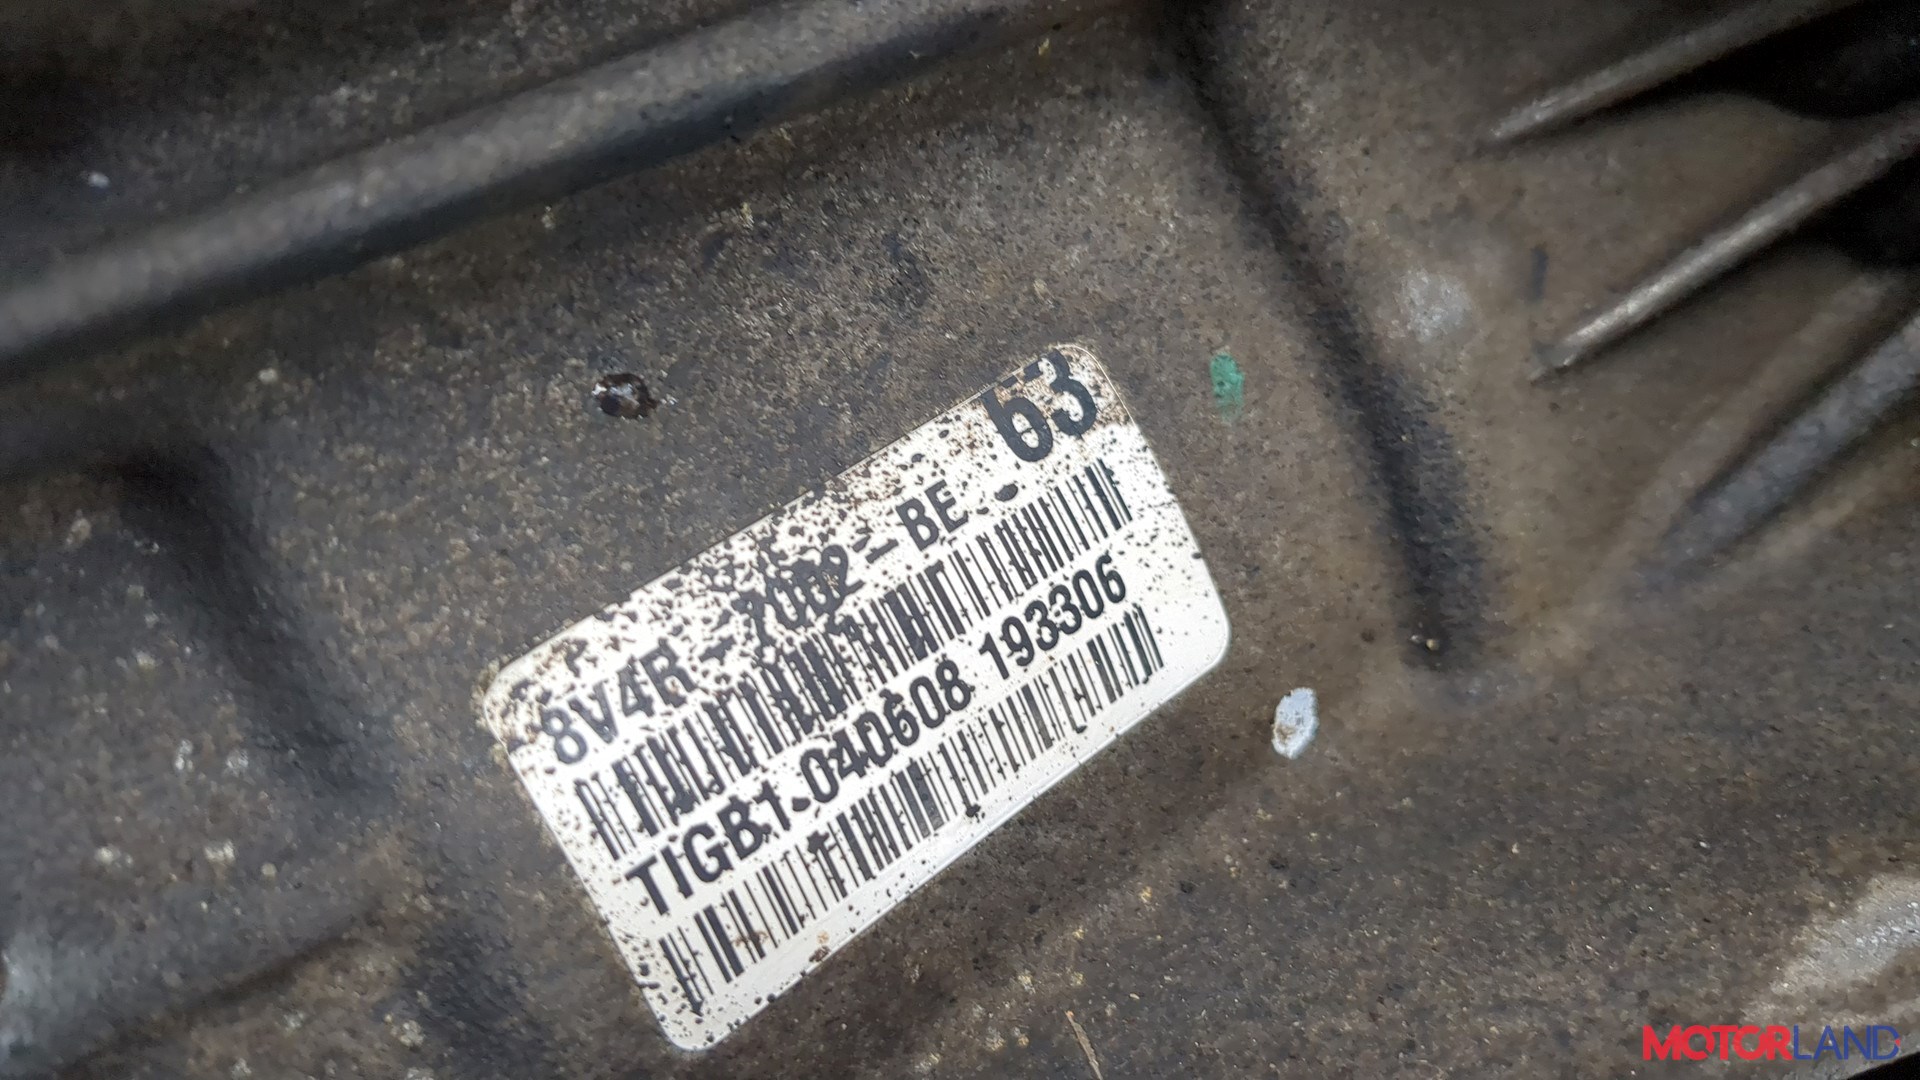 63
8V4R-7002-BE
TIGB1 040608 193306
MOTORLAND